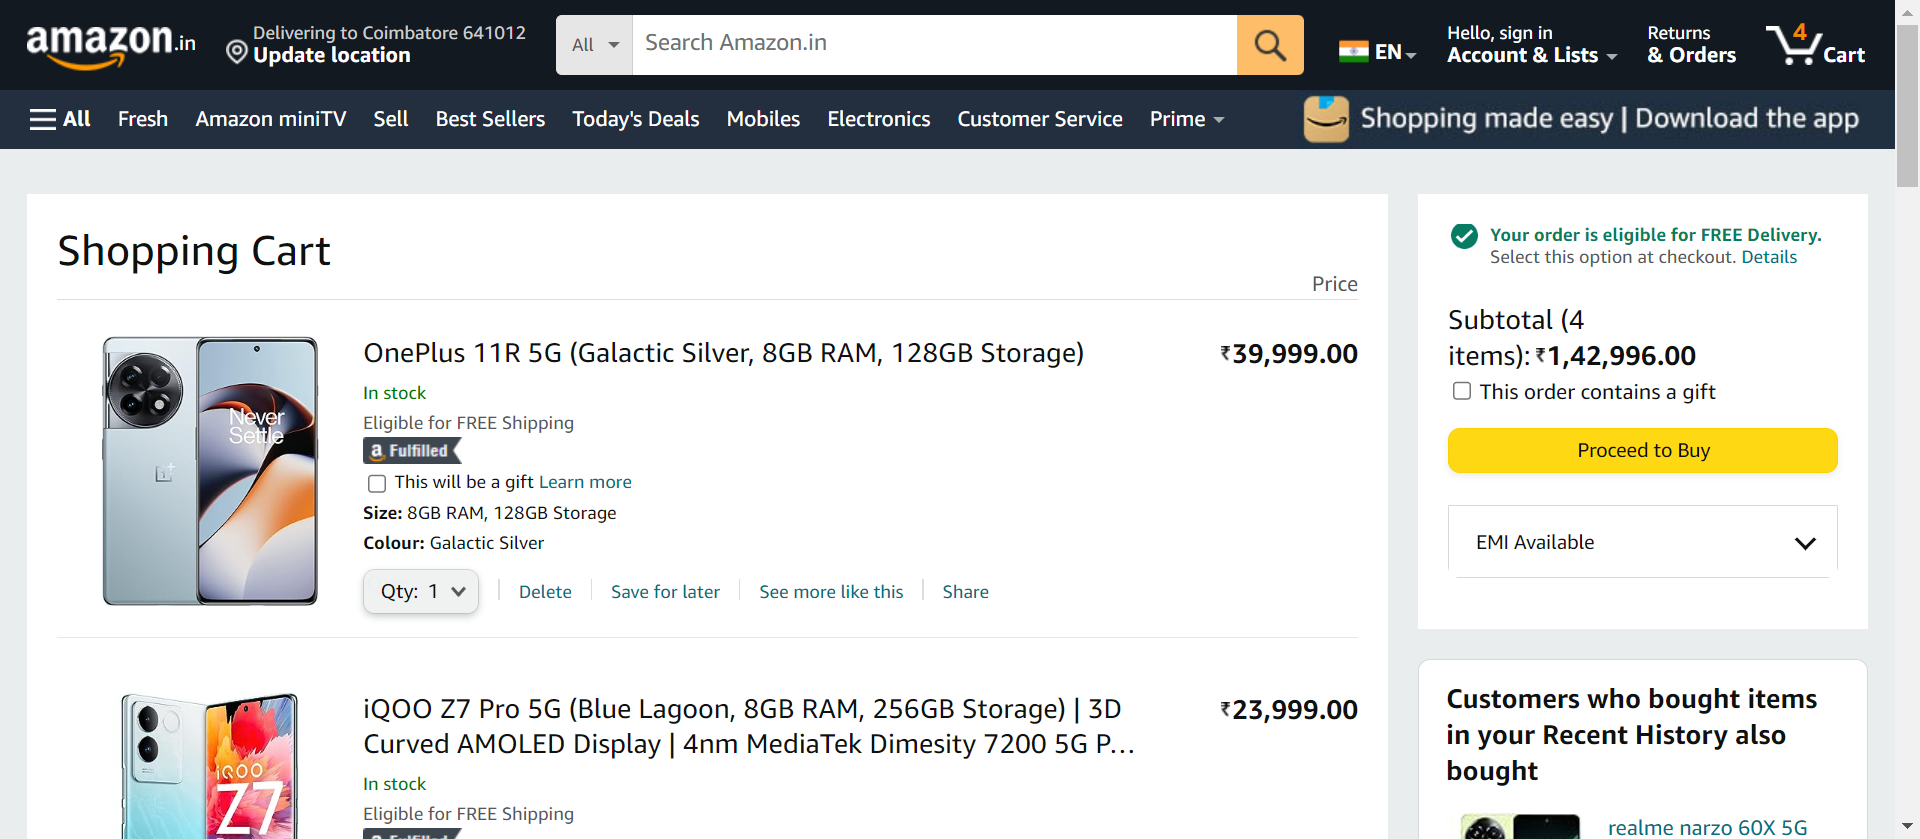 amazon.in
Delivering to Coimbatore 641012
Update location
All
Search Amazon.in
EN
Hello, sign in
Account & Lists
Returns
& Orders
4
Cart
All
Fresh
Amazon miniTV
Sell
Best Sellers
Today's Deals
Mobiles
Electronics
Customer Service
Prime
Shopping made easy | Download the app
Shopping Cart
Price
OnePlus 11R 5G (Galactic Silver, 8GB RAM, 128GB Storage)
₹39,999.00
In stock
Eligible for FREE Shipping
a Fulfilled
This will be a gift Learn more
Size: 8GB RAM, 128GB Storage
Colour: Galactic Silver
Qty: 1
Delete
Save for later
See more like this
Share
Never
Settle
iQOO Z7 Pro 5G (Blue Lagoon, 8GB RAM, 256GB Storage) | 3D
Curved AMOLED Display | 4nm MediaTek Dimesity 7200 5G P...
₹23,999.00
In stock
Eligible for FREE Shipping
a Fulfilled
iQOO
Z7
Your order is eligible for FREE Delivery.
Select this option at checkout. Details
Subtotal (4
items): ₹1,42,996.00
This order contains a gift
Proceed to Buy
EMI Available
Customers who bought items
in your Recent History also
bought
realme narzo 60X 5G